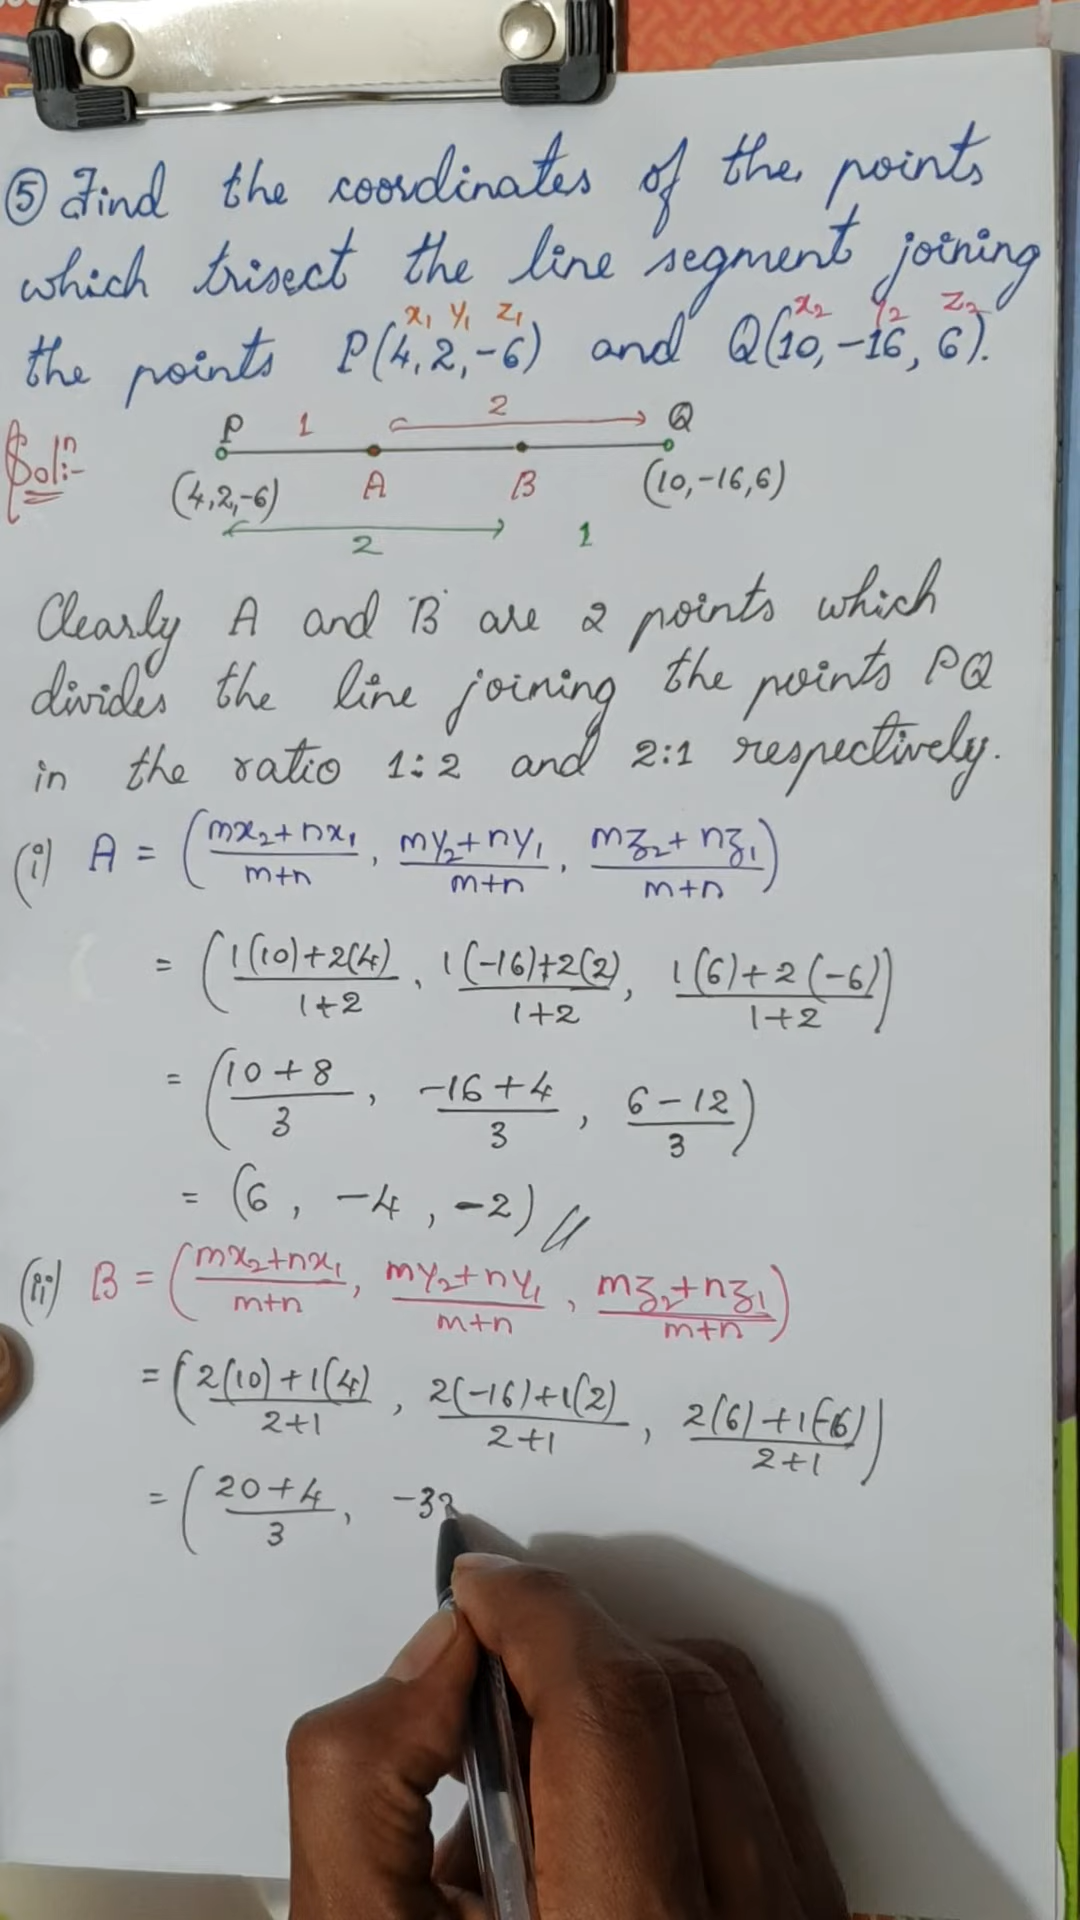 ⑤ Find the coordinates of the points
which trisect the line segment joining
x₁ y₁ z₁ x₂ y₂ z₂
the points P(4,2,-6) and Q(10,-16,6).
Solⁿ:-
P 1 2 Q
(4,2,-6) A B (10,-16,6)
2 1
Clearly A and B are 2 points which
divides the line joining the points PQ
in the ratio 1:2 and 2:1 respectively.
(i) A = ((mx₂+nx₁)/(m+n), (my₂+ny₁)/(m+n), (mz₂+nz₁)/(m+n))
= ((1(10)+2(4))/(1+2), (1(-16)+2(2))/(1+2), (1(6)+2(-6))/(1+2))
= ((10+8)/3, (-16+4)/3, (6-12)/3)
= (6, -4, -2)//
(ii) B = ((mx₂+nx₁)/(m+n), (my₂+ny₁)/(m+n), (mz₂+nz₁)/(m+n))
= ((2(10)+1(4))/(2+1), (2(-16)+1(2))/(2+1), (2(6)+1(-6))/(2+1))
= ((20+4)/3, -32